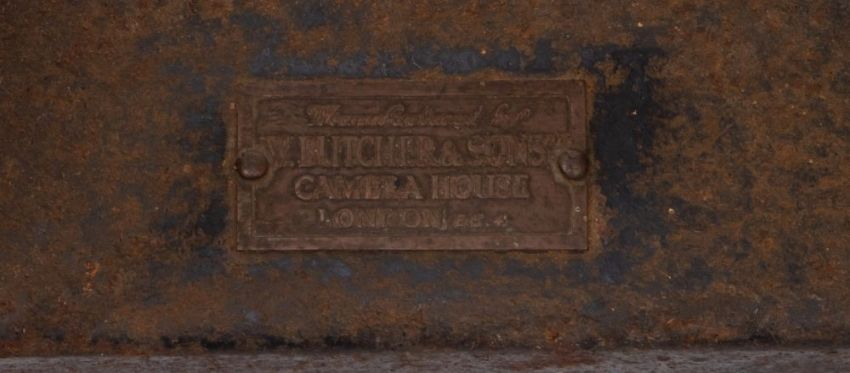 Manufactured by
W. BUTCHER & SONS
CAMERA HOUSE
LONDON E.C. 4